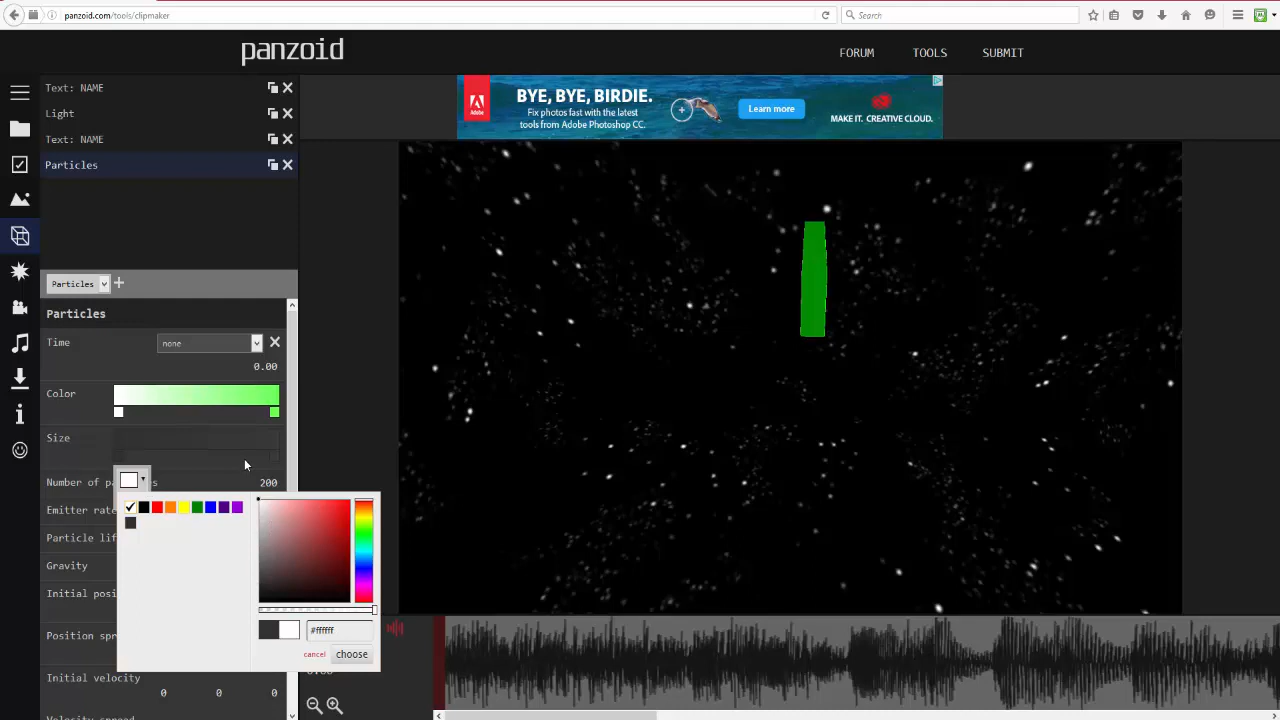 panzoid.com/tools/clipmaker
Search
panzoid
FORUM
TOOLS
SUBMIT
Text: NAME
Light
Text: NAME
Particles
BYE, BYE, BIRDIE.
Fix photos fast with the latest
tools from Adobe Photoshop CC.
Learn more
Adobe
MAKE IT. CREATIVE CLOUD.
Particles
Particles
Time
none
0.00
Color
Size
Number of p
s
200
Emitter rate
Particle lif
Gravity
Initial posi
Position spr
Initial velocity
0 0 0
#ffffff
cancel
choose